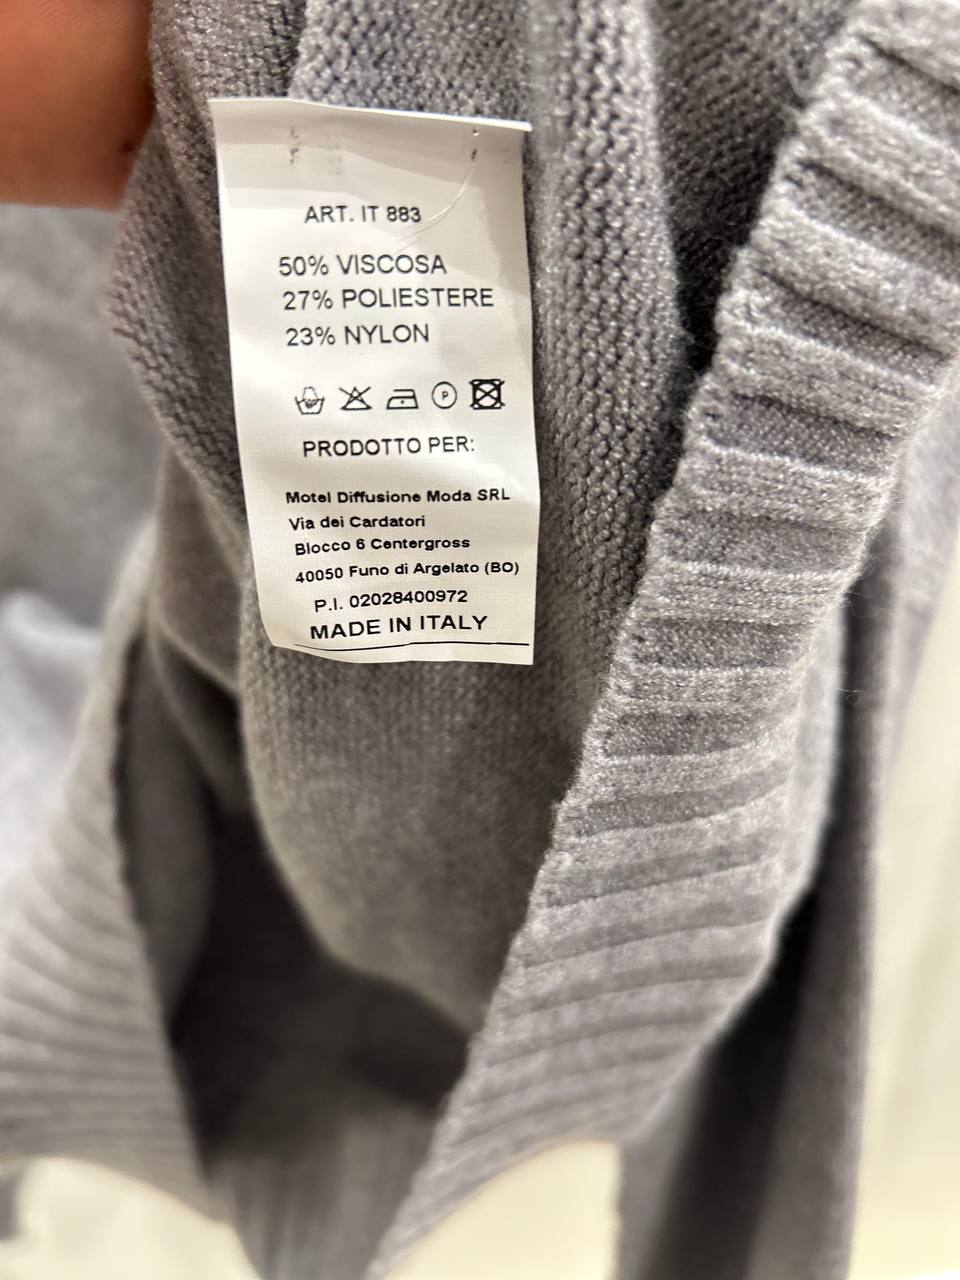 ART. IT 883
50% VISCOSA
27% POLIESTERE
23% NYLON
P
PRODOTTO PER:
Motel Diffusione Moda SRL
Via dei Cardatori
Blocco 6 Centergross
40050 Funo di Argelato (BO)
P.I. 02028400972
MADE IN ITALY